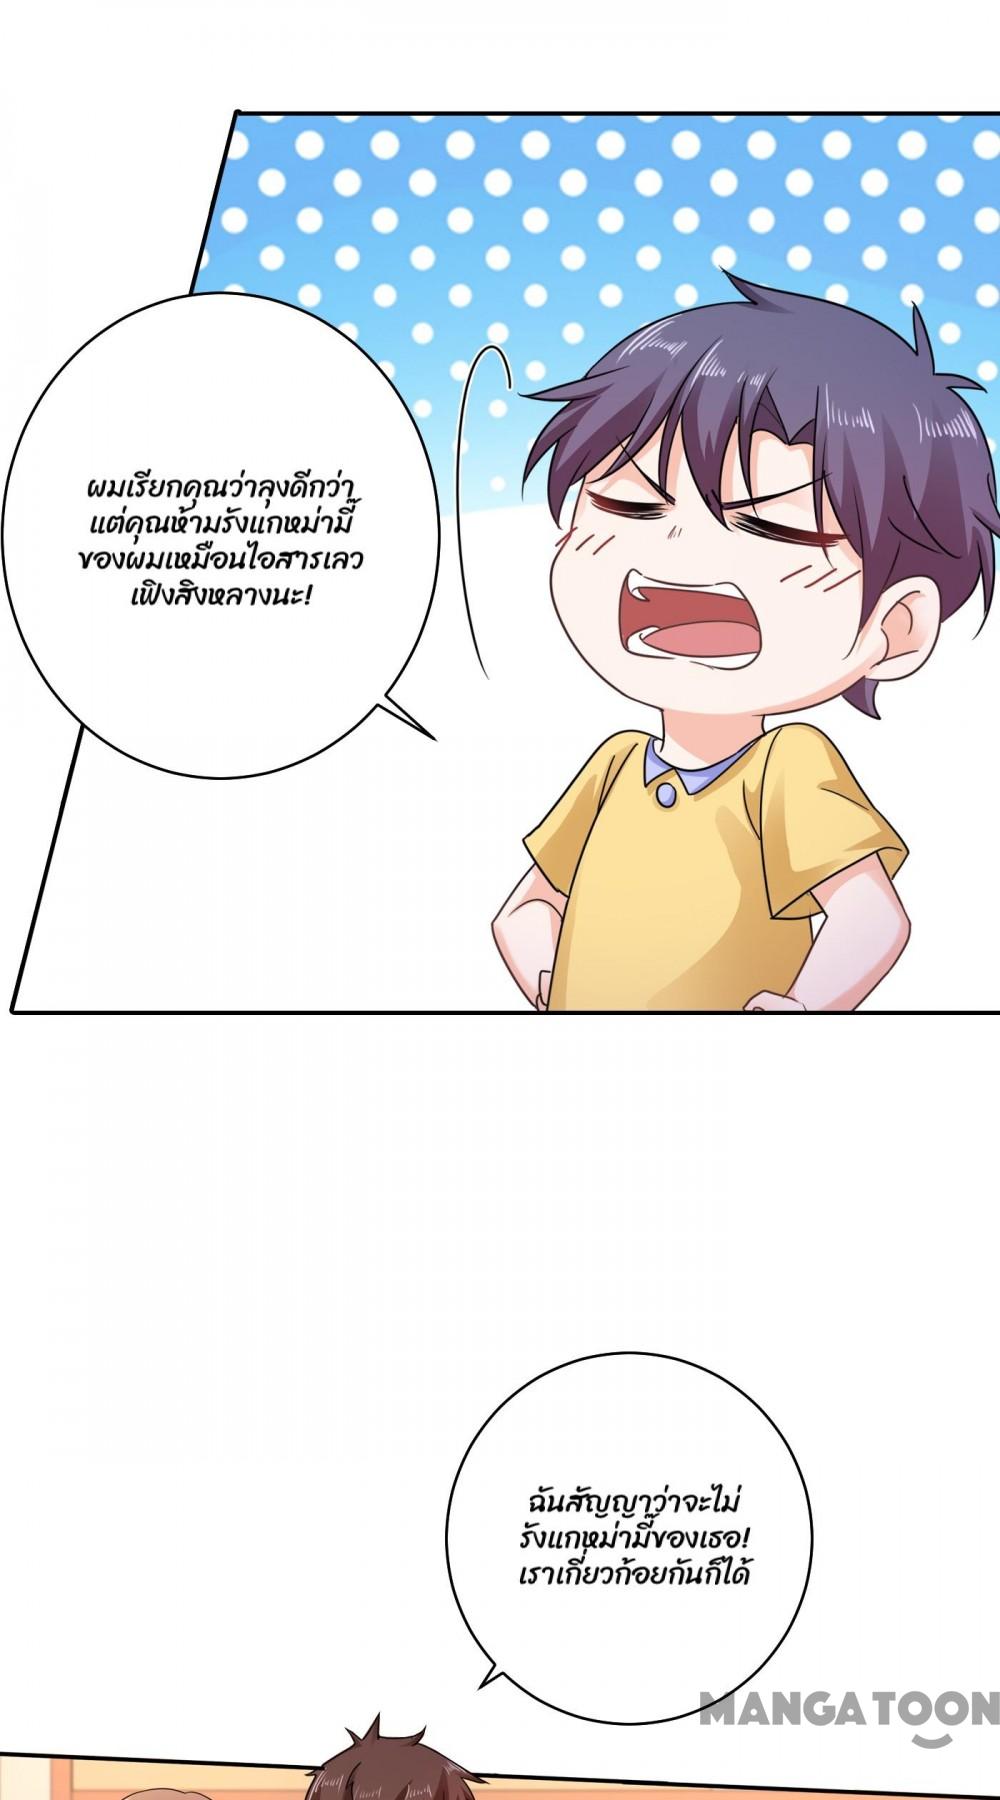 ผมเรียกคุณว่าลุงดีกว่า
แต่คุณห้ามรังแกหม่ามี๊
ของผมเหมือนไอสารเลว
เฟิงสิงหลางนะ!
ฉันสัญญาว่าจะไม่
รังแกหม่ามี๊ของเธอ!
เราเกี่ยวก้อยกันก็ได้
MANGATOON